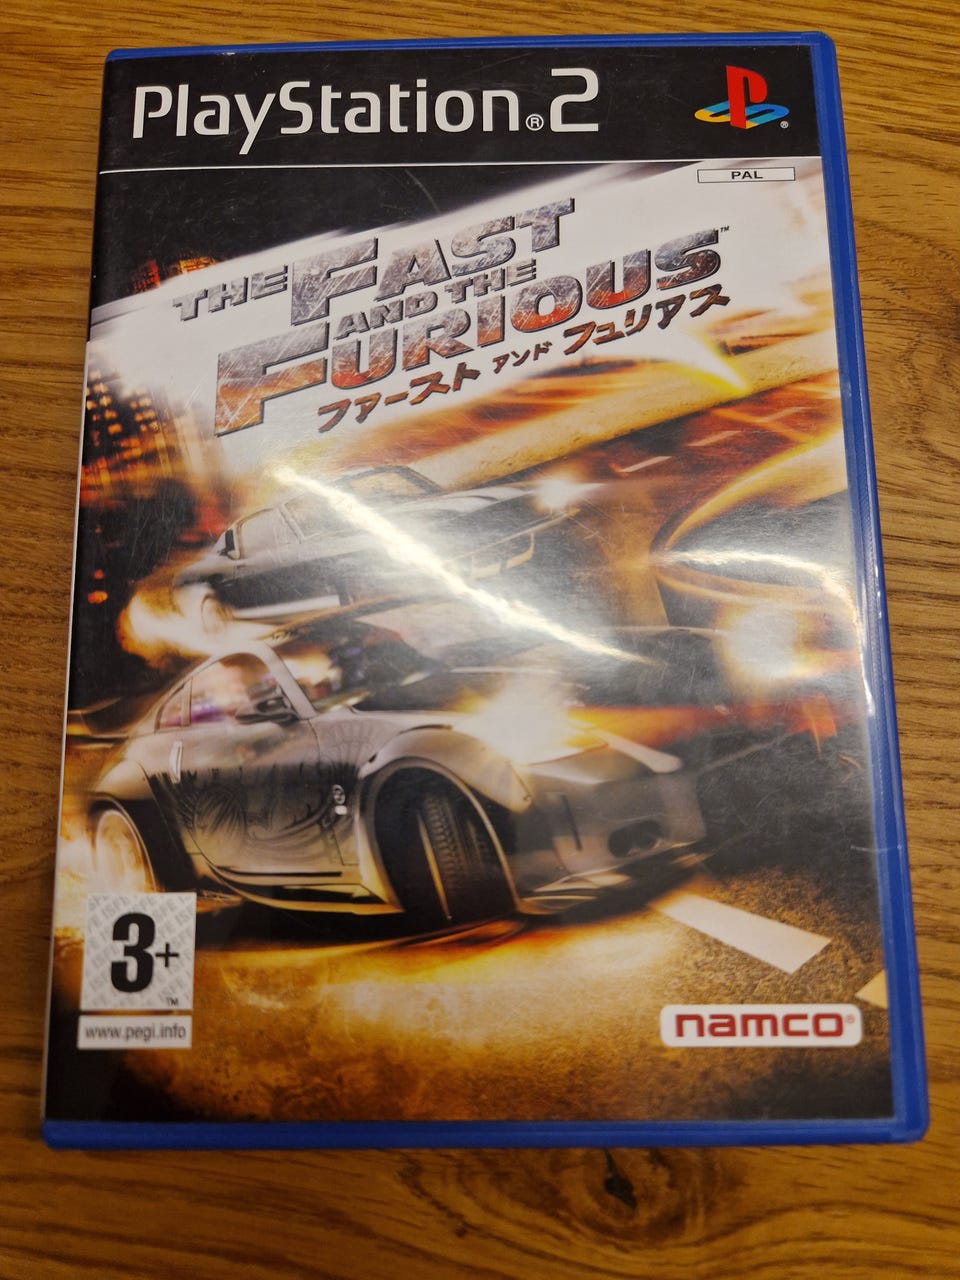 PlayStation®2
®
PAL
THE FAST
AND THE
FURIOUS™
ファースト アンド フュリアス
3+
™
www.pegi.info
namco®